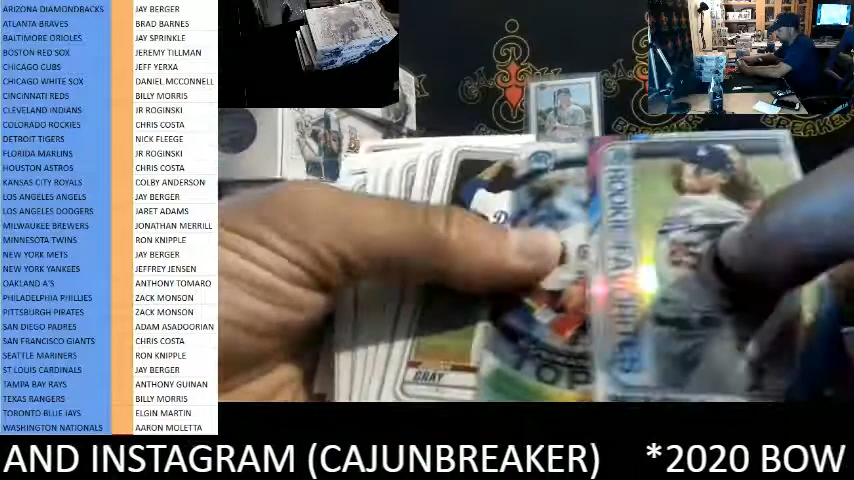 ARIZONA DIAMONDBACKS JAY BERGER
ATLANTA BRAVES BRAD BARNES
BALTIMORE ORIOLES JAY SPRINKLE
BOSTON RED SOX JEREMY TILLMAN
CHICAGO CUBS JEFF YERXA
CHICAGO WHITE SOX DANIEL MCCONNELL
CINCINNATI REDS BILLY MORRIS
CLEVELAND INDIANS JR ROGINSKI
COLORADO ROCKIES CHRIS COSTA
DETROIT TIGERS NICK FLEEGE
FLORIDA MARLINS JR ROGINSKI
HOUSTON ASTROS CHRIS COSTA
KANSAS CITY ROYALS COLBY ANDERSON
LOS ANGELES ANGELS JAY BERGER
LOS ANGELES DODGERS JARET ADAMS
MILWAUKEE BREWERS JONATHAN MERRILL
MINNESOTA TWINS RON KNIPPLE
NEW YORK METS JAY BERGER
NEW YORK YANKEES JEFFREY JENSEN
OAKLAND A'S ANTHONY TOMARO
PHILADELPHIA PHILLIES ZACK MONSON
PITTSBURGH PIRATES ZACK MONSON
SAN DIEGO PADRES ADAM ASADOORIAN
SAN FRANCISCO GIANTS CHRIS COSTA
SEATTLE MARINERS RON KNIPPLE
ST LOUIS CARDINALS JAY BERGER
TAMPA BAY RAYS ANTHONY GUINAN
TEXAS RANGERS BILLY MORRIS
TORONTO BLUE JAYS ELGIN MARTIN
WASHINGTON NATIONALS AARON MOLETTA
ROOKIE FAVORITES
GRAY
TOP
BREAKER
AND INSTAGRAM (CAJUNBREAKER) *2020 BOW